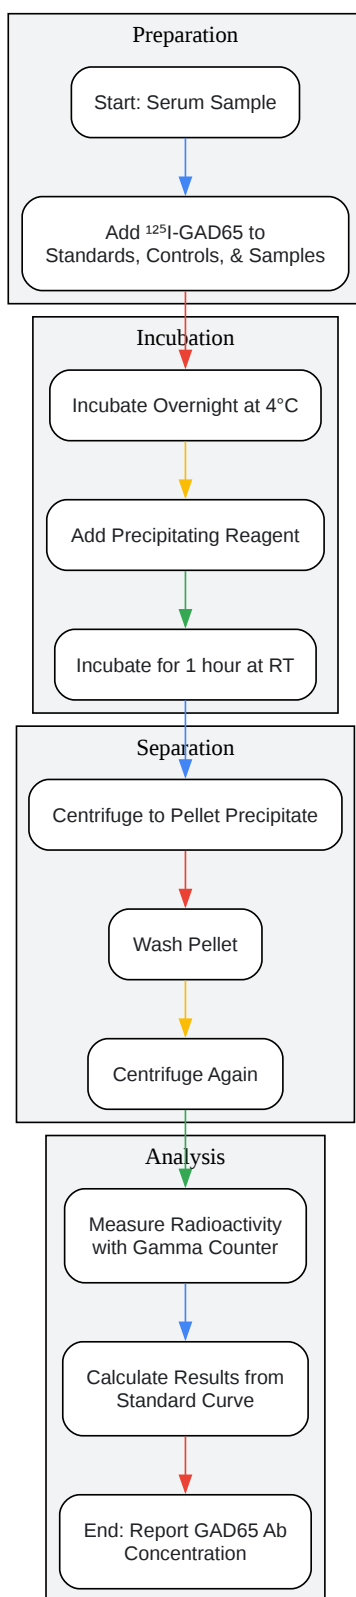 Preparation
Start: Serum Sample
Add ¹²⁵I-GAD65 to
Standards, Controls, & Samples
Incubation
Incubate Overnight at 4°C
Add Precipitating Reagent
Incubate for 1 hour at RT
Separation
Centrifuge to Pellet Precipitate
Wash Pellet
Centrifuge Again
Analysis
Measure Radioactivity
with Gamma Counter
Calculate Results from
Standard Curve
End: Report GAD65 Ab
Concentration